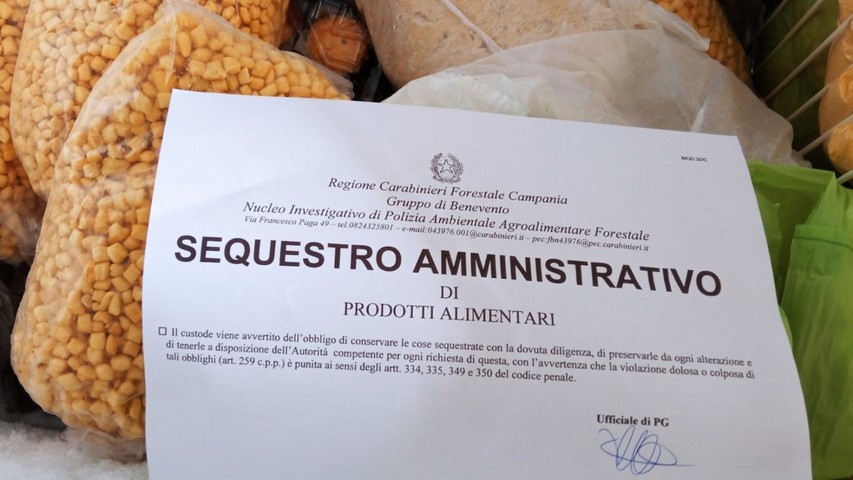 MOD 30/C
Regione Carabinieri Forestale Campania
Gruppo di Benevento
Nucleo Investigativo di Polizia Ambientale Agroalimentare Forestale
Via Francesco Paga 49 – tel.0824325801 – e-mail:043976.001@carabinieri.it – pec:fbn43976@pec.carabinieri.it
SEQUESTRO AMMINISTRATIVO
DI
PRODOTTI ALIMENTARI
☐ Il custode viene avvertito dell'obbligo di conservare le cose sequestrate con la dovuta diligenza, di preservarle da ogni alterazione e
di tenerle a disposizione dell'Autorità competente per ogni richiesta di questa, con l'avvertenza che la violazione dolosa o colposa di
tali obblighi (art. 259 c.p.p.) è punita ai sensi degli artt. 334, 335, 349 e 350 del codice penale.
Ufficiale di PG